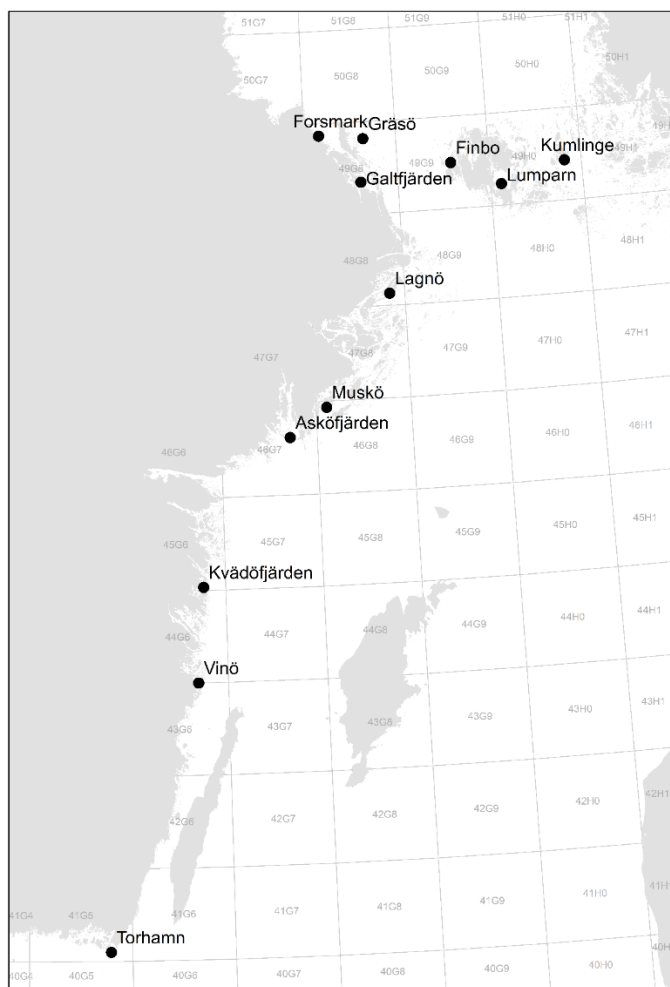 51G7 51G8 51G9 51H0 51H1
50G7 50G8 50G9 50H0 50H1
Forsmark Gräsö
Finbo Kumlinge
49G8 49G9 49H0 49H1
Galtfjärden Lumparn
48G8 48G9 48H0 48H1
Lagnö
47G7 47G8 47G9 47H0 47H1
Muskö
Asköfjärden
46G6 46G7 46G8 46G9 46H0 46H1
45G6 45G7 45G8 45G9 45H0 45H1
Kvädöfjärden
44G6 44G7 44G8 44G9 44H0 44H1
Vinö
43G6 43G7 43G8 43G9 43H0 43H1
42G6 42G7 42G8 42G9 42H0 42H1
41G4 41G5 41G6 41G7 41G8 41G9 41H0 41H
Torhamn
40G4 40G5 40G6 40G7 40G8 40G9 40H0 40H